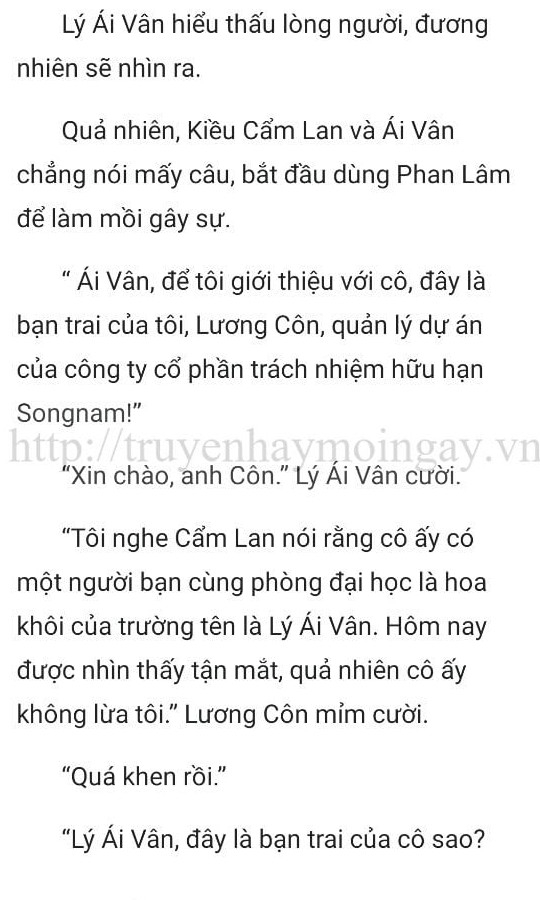 Lý Ái Vân hiểu thấu lòng người, đương
nhiên sẽ nhìn ra.
Quả nhiên, Kiều Cẩm Lan và Ái Vân
chẳng nói mấy câu, bắt đầu dùng Phan Lâm
để làm mồi gây sự.
“ Ái Vân, để tôi giới thiệu với cô, đây là
bạn trai của tôi, Lương Côn, quản lý dự án
của công ty cổ phần trách nhiệm hữu hạn
Songnam!”
http://truyenhaymoingay.vn
“Xin chào, anh Côn.” Lý Ái Vân cười.
“Tôi nghe Cẩm Lan nói rằng cô ấy có
một người bạn cùng phòng đại học là hoa
khôi của trường tên là Lý Ái Vân. Hôm nay
được nhìn thấy tận mắt, quả nhiên cô ấy
không lừa tôi.” Lương Côn mỉm cười.
“Quá khen rồi.”
“Lý Ái Vân, đây là bạn trai của cô sao?